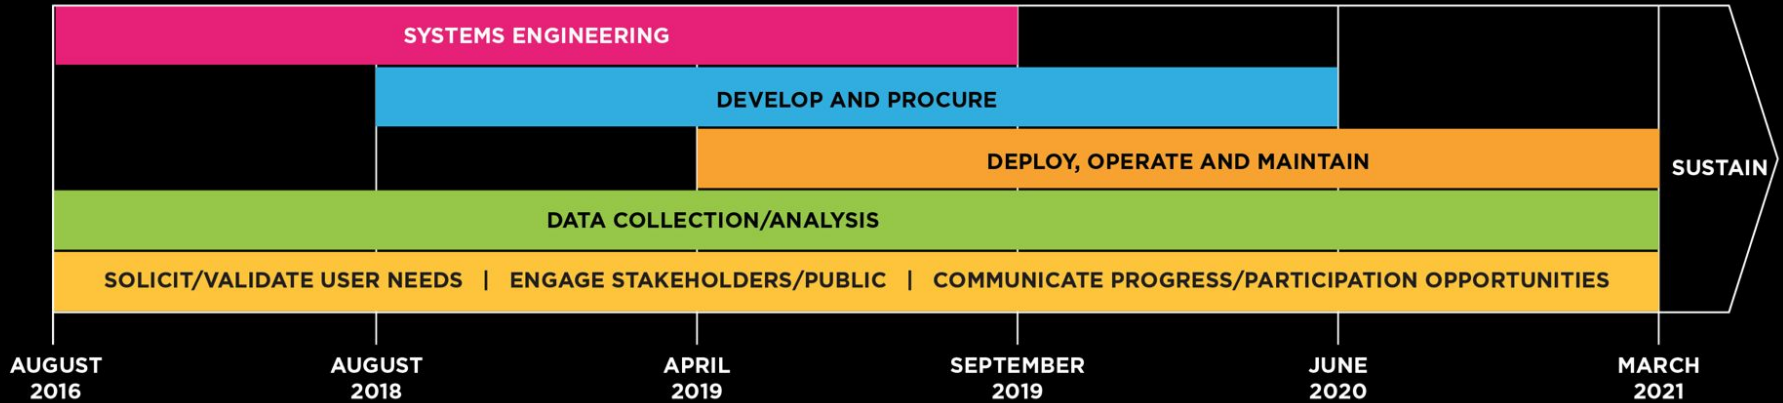 SYSTEMS ENGINEERING
DEVELOP AND PROCURE
DEPLOY, OPERATE AND MAINTAIN
SUSTAIN
DATA COLLECTION/ANALYSIS
SOLICIT/VALIDATE USER NEEDS | ENGAGE STAKEHOLDERS/PUBLIC | COMMUNICATE PROGRESS/PARTICIPATION OPPORTUNITIES
AUGUST
2016
AUGUST
2018
APRIL
2019
SEPTEMBER
2019
JUNE
2020
MARCH
2021